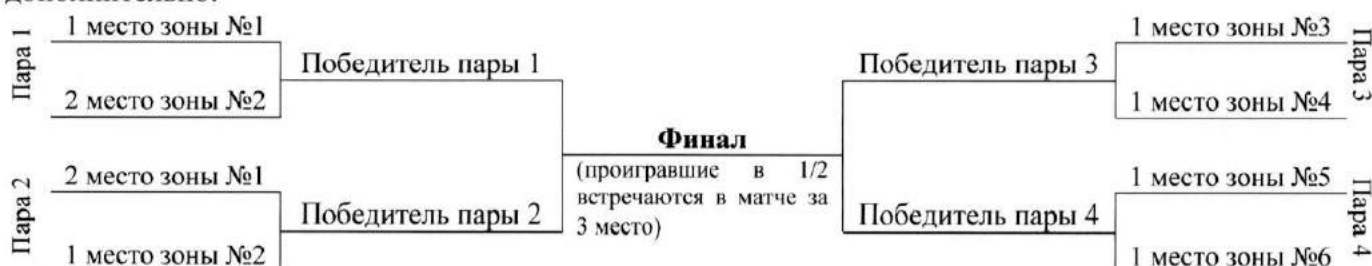 дополнительно.
Пара 1
1 место зоны №1
2 место зоны №2
Победитель пары 1
Пара 2
2 место зоны №1
1 место зоны №2
Победитель пары 2
Финал
(проигравшие в 1/2
встречаются в матче за
3 место)
Победитель пары 3
1 место зоны №3
1 место зоны №4
Пара 3
Победитель пары 4
1 место зоны №5
1 место зоны №6
Пара 4